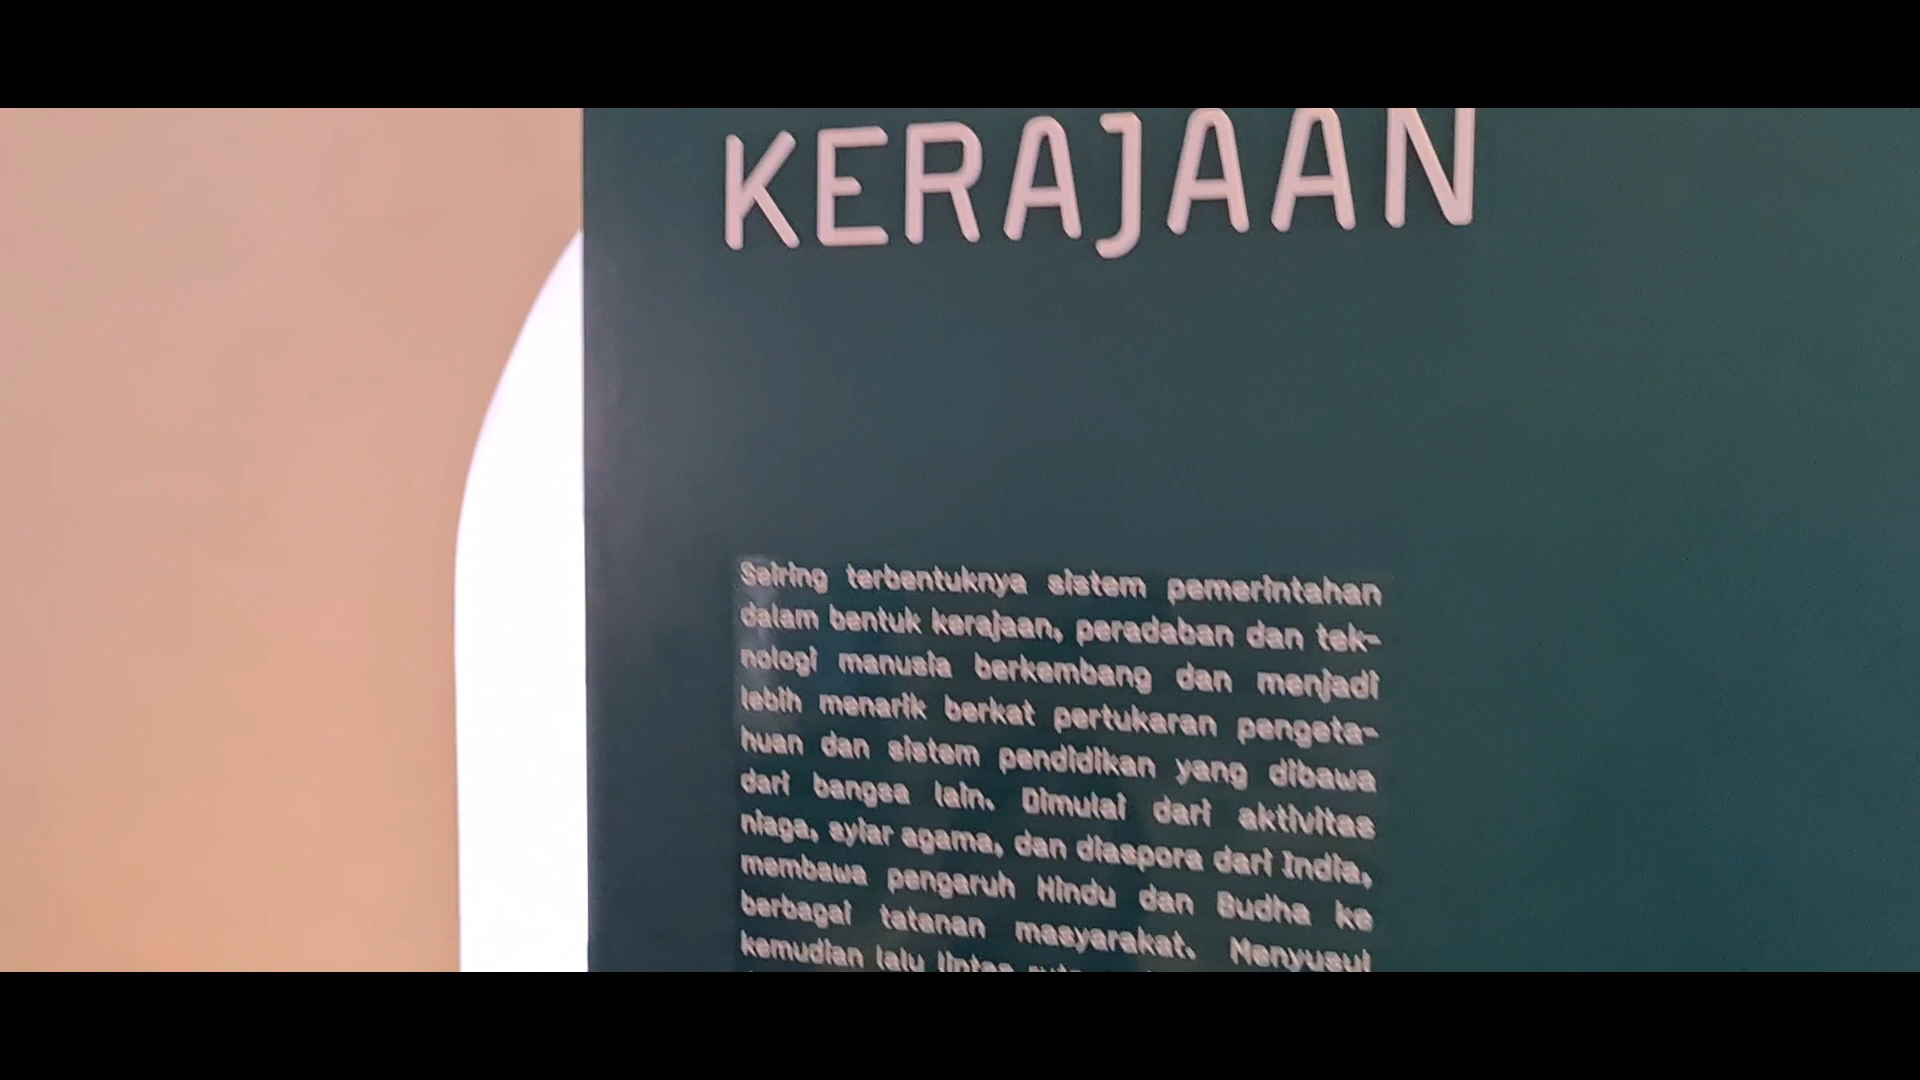 KERAJAAN
Seiring terbentuknya sistem pemerintahan
dalam bentuk kerajaan, peradaban dan tek-
nologi manusia berkembang dan menjadi
lebih menarik berkat pertukaran pengeta-
huan dan sistem pendidikan yang dibawa
dari bangsa lain. Dimulai dari aktivitas
niaga, syiar agama, dan diaspora dari India,
membawa pengaruh Hindu dan Budha ke
berbagai tatanan masyarakat. Menyusul
kemudian lalu lintas